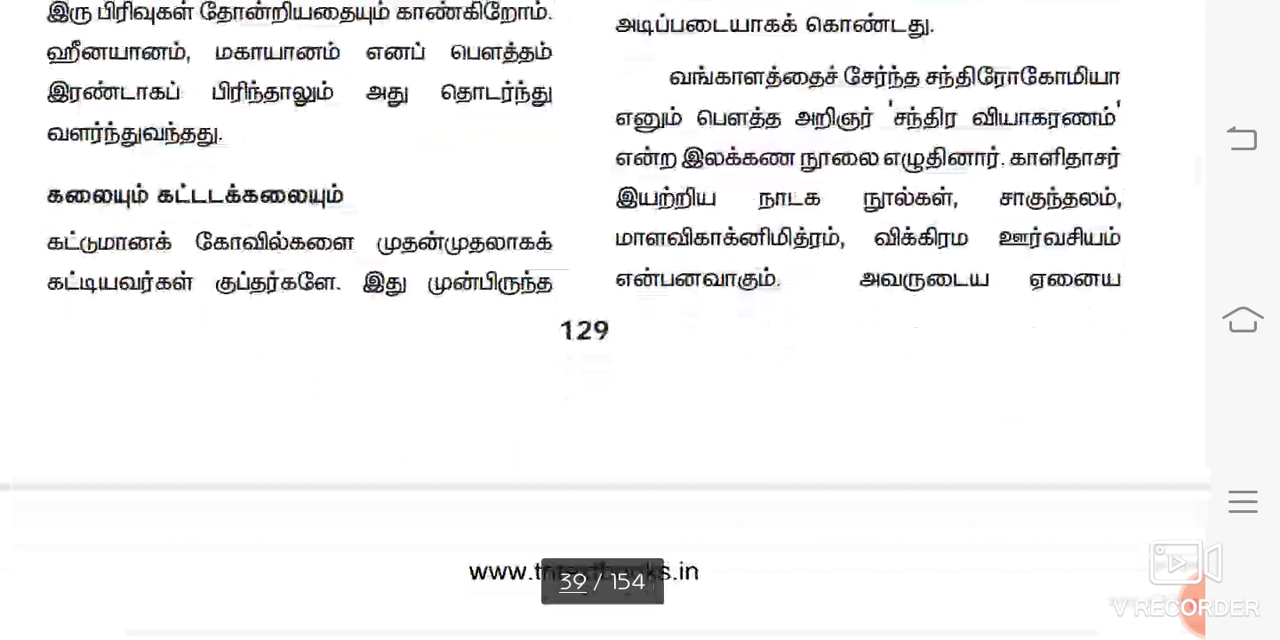 இரு பிரிவுகள் தோன்றியதையும் காண்கிறோம்.
ஹீனயானம், மகாயானம் எனப் பௌத்தம்
இரண்டாகப் பிரிந்தாலும் அது தொடர்ந்து
வளர்ந்துவந்தது.
கலையும் கட்டடக்கலையும்
கட்டுமானக் கோவில்களை முதன்முதலாகக்
கட்டியவர்கள் குப்தர்களே. இது முன்பிருந்த
அடிப்படையாகக் கொண்டது.
வங்காளத்தைச் சேர்ந்த சந்திரோகோமியா
எனும் பௌத்த அறிஞர் 'சந்திர வியாகரணம்'
என்ற இலக்கண நூலை எழுதினார். காளிதாசர்
இயற்றிய நாடக நூல்கள், சாகுந்தலம்,
மாளவிகாக்னிமித்ரம், விக்கிரம ஊர்வசியம்
என்பனவாகும். அவருடைய ஏனைய
129
39 / 154
V RECORDER